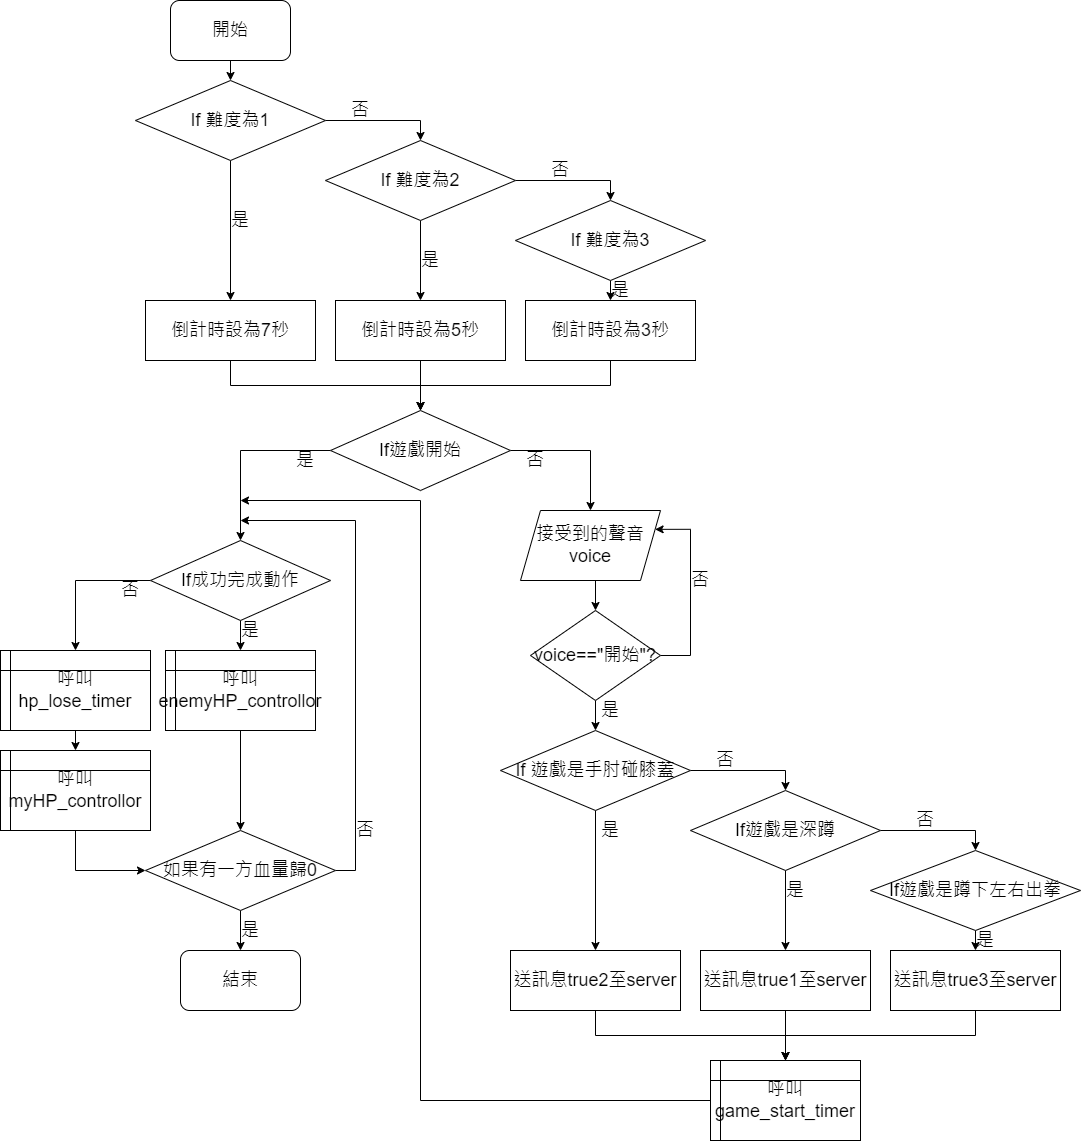 開始
If 難度為1
否
是
If 難度為2
否
是
If 難度為3
是
倒計時設為7秒
倒計時設為5秒
倒計時設為3秒
If遊戲開始
是
否
接受到的聲音
voice
否
voice=="開始"?
是
If成功完成動作
否
是
呼叫
hp_lose_timer
呼叫
enemyHP_controllor
呼叫
myHP_controllor
如果有一方血量歸0
否
是
結束
If 遊戲是手肘碰膝蓋
否
是
If遊戲是深蹲
否
是
If遊戲是蹲下左右出拳
是
送訊息true2至server
送訊息true1至server
送訊息true3至server
呼叫
game_start_timer